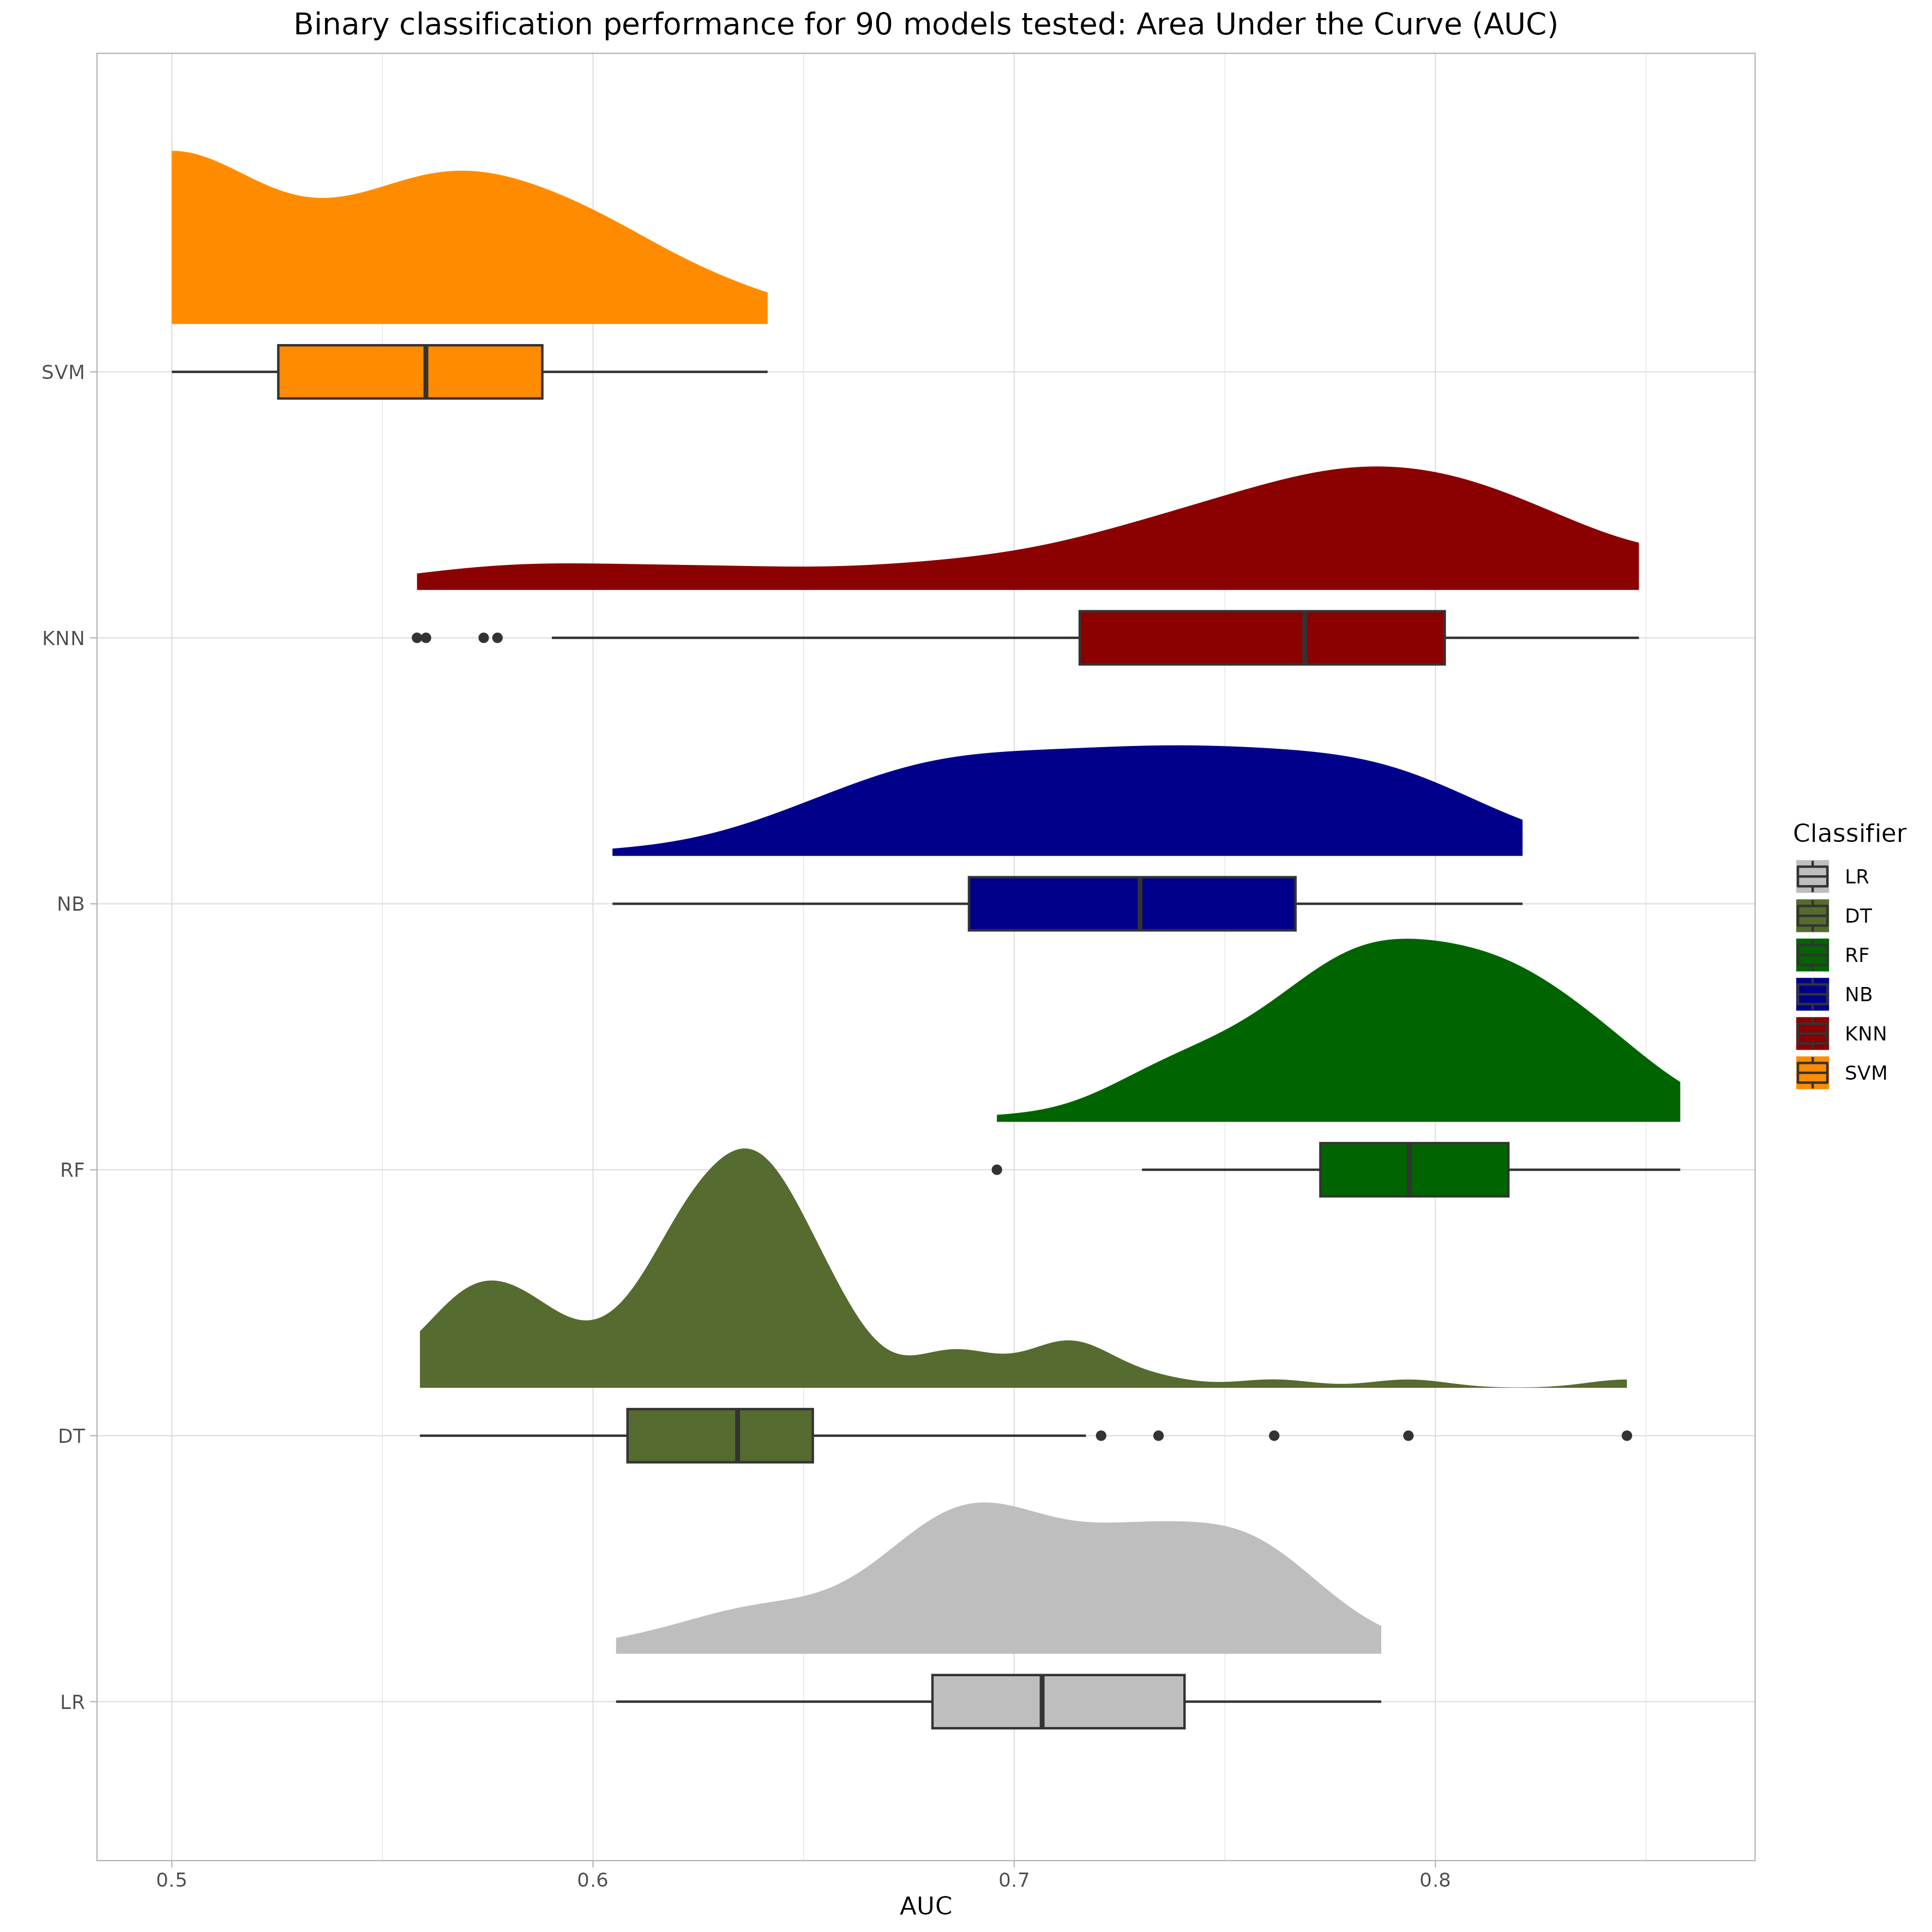 Binary classification performance for 90 models tested: Area Under the Curve (AUC)
SVM
KNN
NB
RF
DT
LR
0.5 0.6 0.7 0.8
AUC
Classifier
LR
DT
RF
NB
KNN
SVM